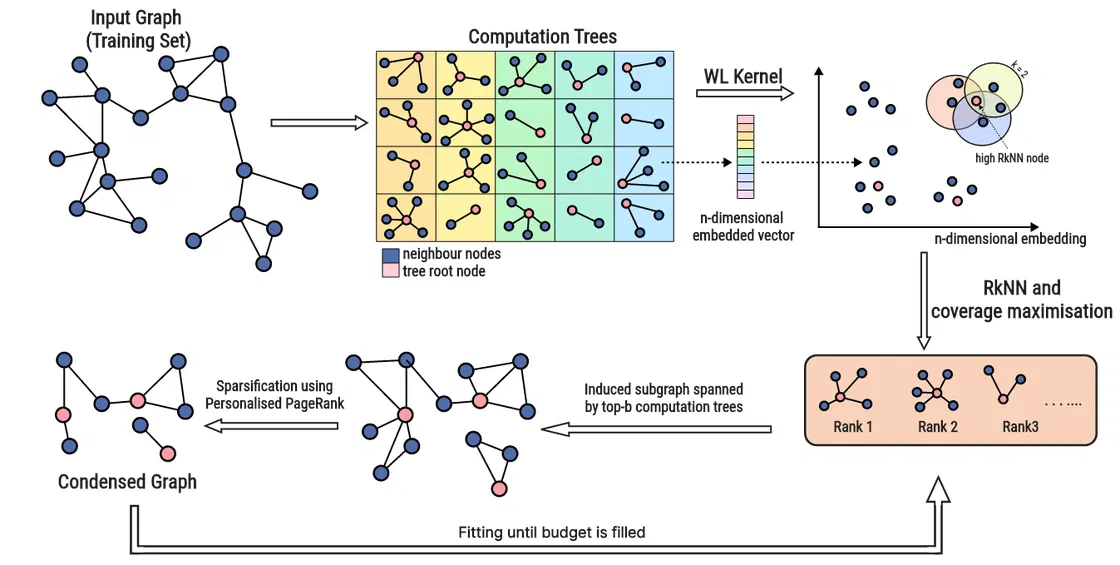 Input Graph
(Training Set)
Computation Trees
WL Kernel
k = 2
high RkNN node
n-dimensional
embedded vector
n-dimensional embedding
neighbour nodes
tree root node
RkNN and
coverage maximisation
Rank 1
Rank 2
Rank3
. . . ....
Induced subgraph spanned
by top-b computation trees
Sparsification using
Personalised PageRank
Condensed Graph
Fitting until budget is filled